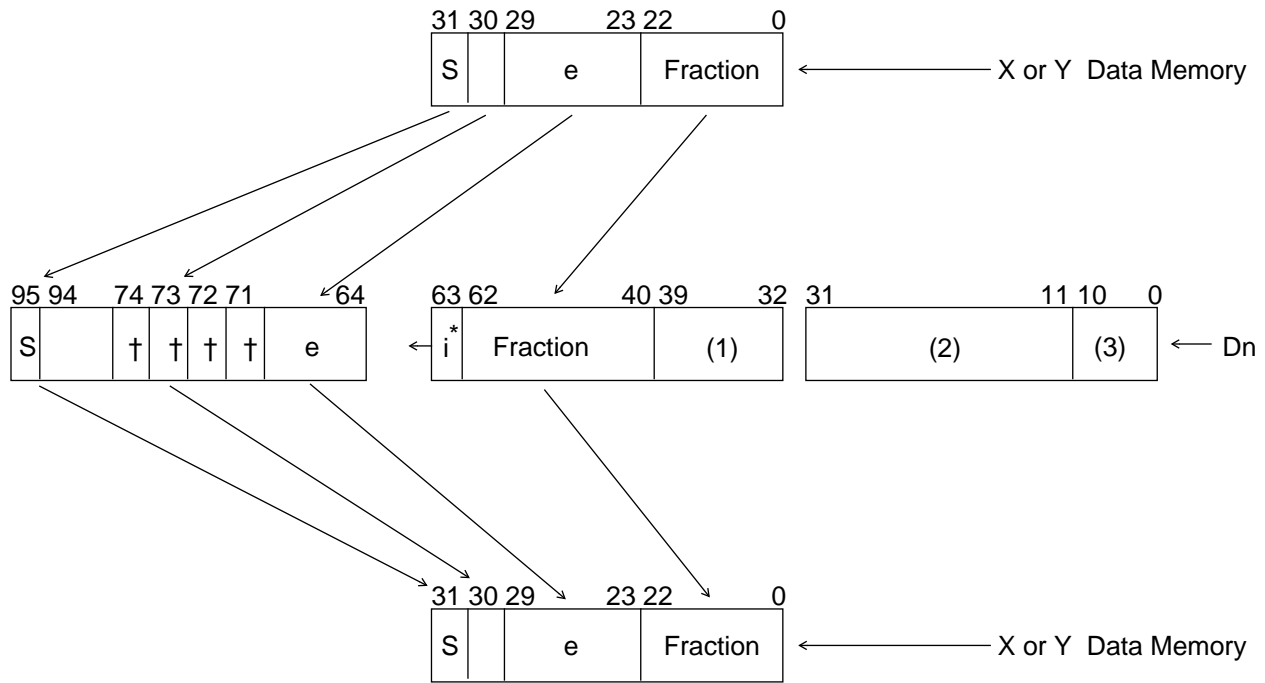 31 30 29 23 22 0
S e Fraction X or Y Data Memory
95 94 74 73 72 71 64 63 62 40 39 32 31 11 10 0
S † † † † e i* Fraction (1) (2) (3) Dn
31 30 29 23 22 0
S e Fraction X or Y Data Memory